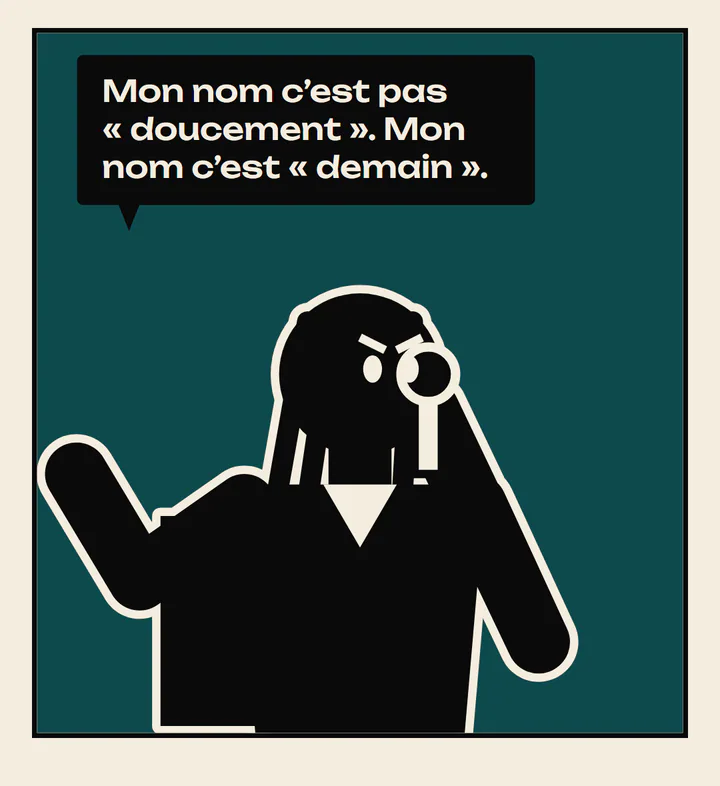 Mon nom c’est pas
« doucement ». Mon
nom c’est « demain ».